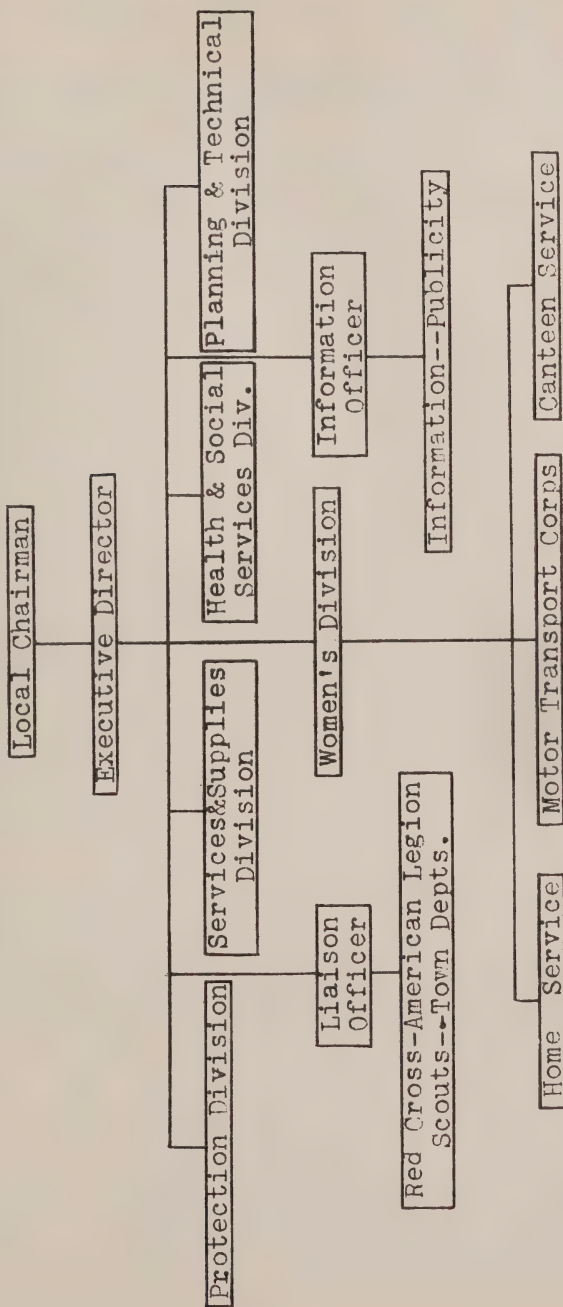 Local Chairman
Executive Director
Protection Division
Services&Supplies
Division
Health & Social
Services Div.
Planning & Technical
Division
Liaison
Officer
Women's Division
Information
Officer
Red Cross-American Legion
Scouts--Town Depts.
Information--Publicity
Home Service
Motor Transport Corps
Canteen Service